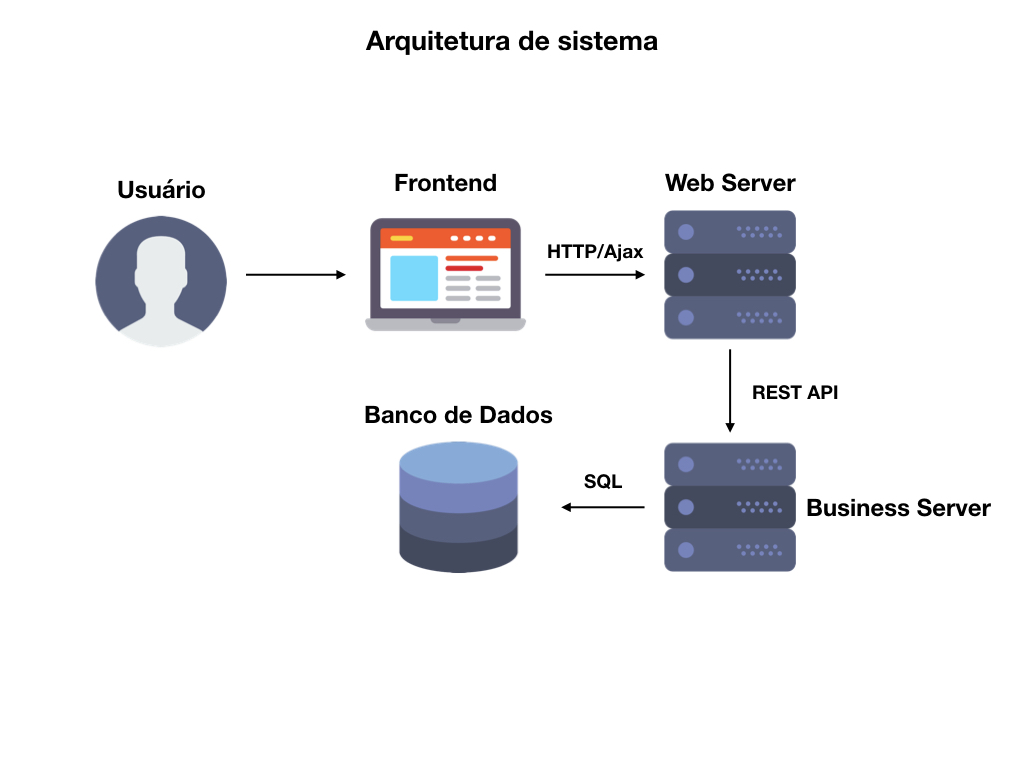 Arquitetura de sistema
Usuário
Frontend
Web Server
HTTP/Ajax
REST API
Banco de Dados
SQL
Business Server